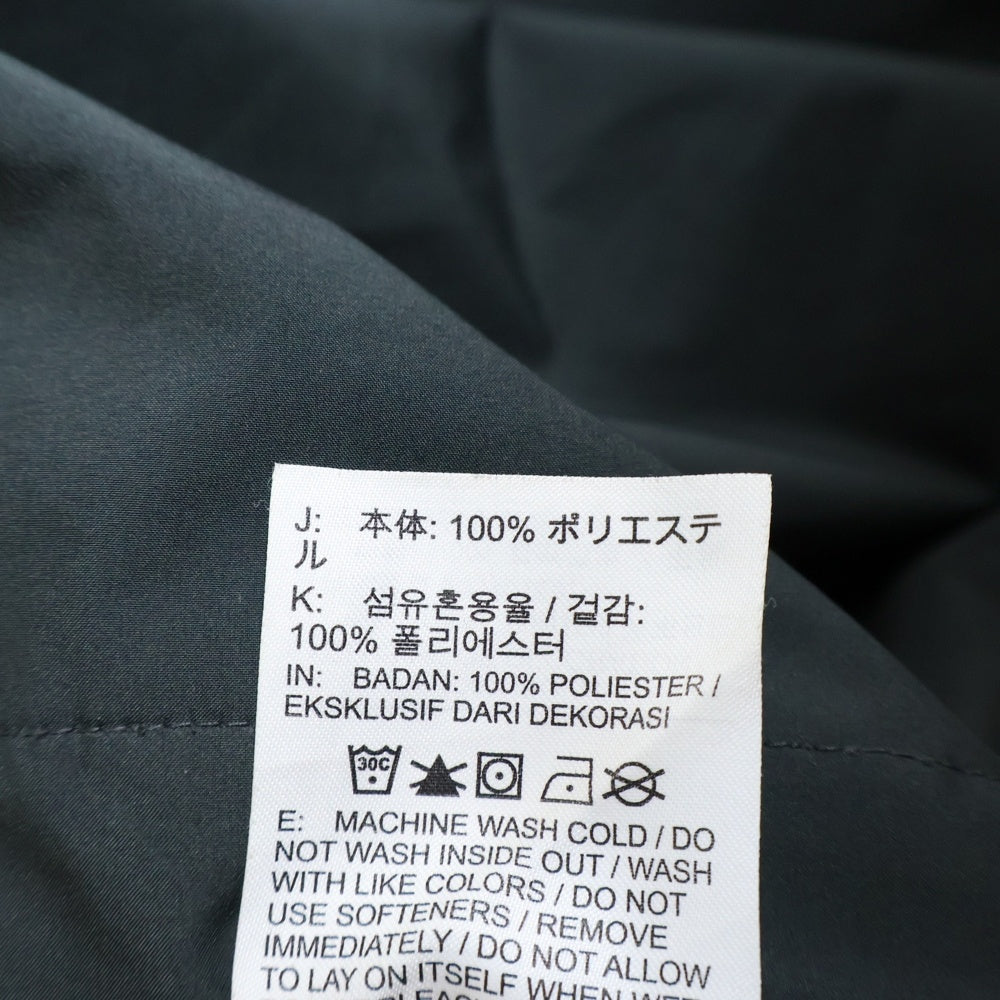 J: 本体: 100% ポリエステ
ル
K: 섬유혼용율 / 겉감:
100% 폴리에스터
IN: BADAN: 100% POLIESTER /
EKSKLUSIF DARI DEKORASI
30C
E: MACHINE WASH COLD / DO
NOT WASH INSIDE OUT / WASH
WITH LIKE COLORS / DO NOT
USE SOFTENERS / REMOVE
IMMEDIATELY / DO NOT ALLOW
TO LAY ON ITSELF WHEN WET